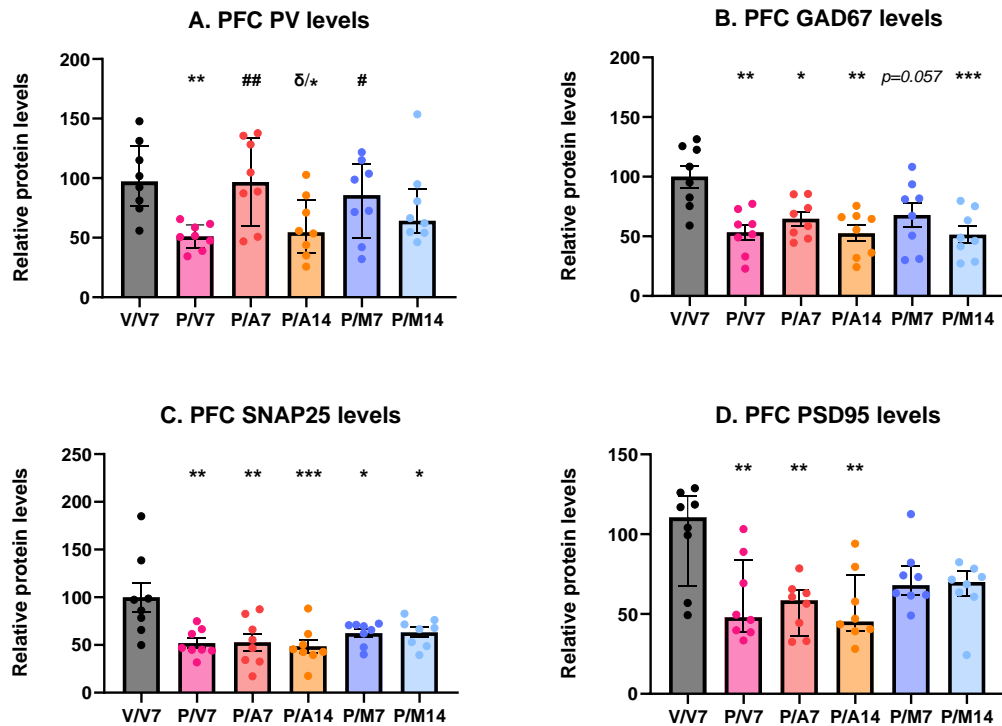 A. PFC PV levels
Relative protein levels
200
150
100
50
0
** ## δ/* #
V/V7 P/V7 P/A7 P/A14 P/M7 P/M14
B. PFC GAD67 levels
Relative protein levels
200
150
100
50
0
** * ** p=0.057 ***
V/V7 P/V7 P/A7 P/A14 P/M7 P/M14
C. PFC SNAP25 levels
Relative protein levels
250
200
150
100
50
0
** ** *** * *
V/V7 P/V7 P/A7 P/A14 P/M7 P/M14
D. PFC PSD95 levels
Relative protein levels
150
100
50
0
** ** **
V/V7 P/V7 P/A7 P/A14 P/M7 P/M14